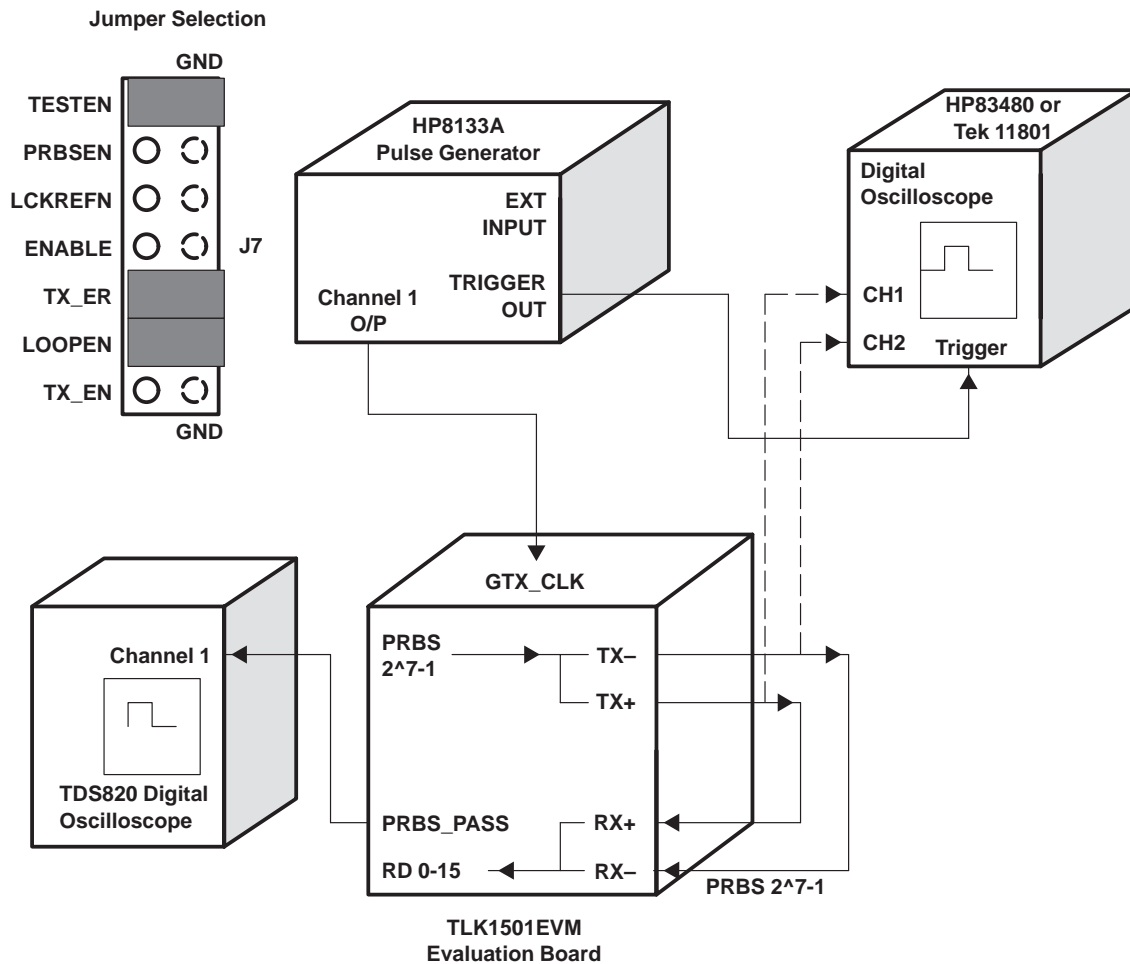 Jumper Selection
GND
TESTEN
PRBSEN
LCKREFN
ENABLE
J7
TX_ER
LOOPEN
TX_EN
GND
HP8133A
Pulse Generator
EXT
INPUT
TRIGGER
OUT
Channel 1
O/P
HP83480 or
Tek 11801
Digital
Oscilloscope
CH1
CH2
Trigger
GTX_CLK
PRBS
2^7-1
TX–
TX+
PRBS_PASS
RX+
RD 0-15
RX–
PRBS 2^7-1
Channel 1
TDS820 Digital
Oscilloscope
TLK1501EVM
Evaluation Board